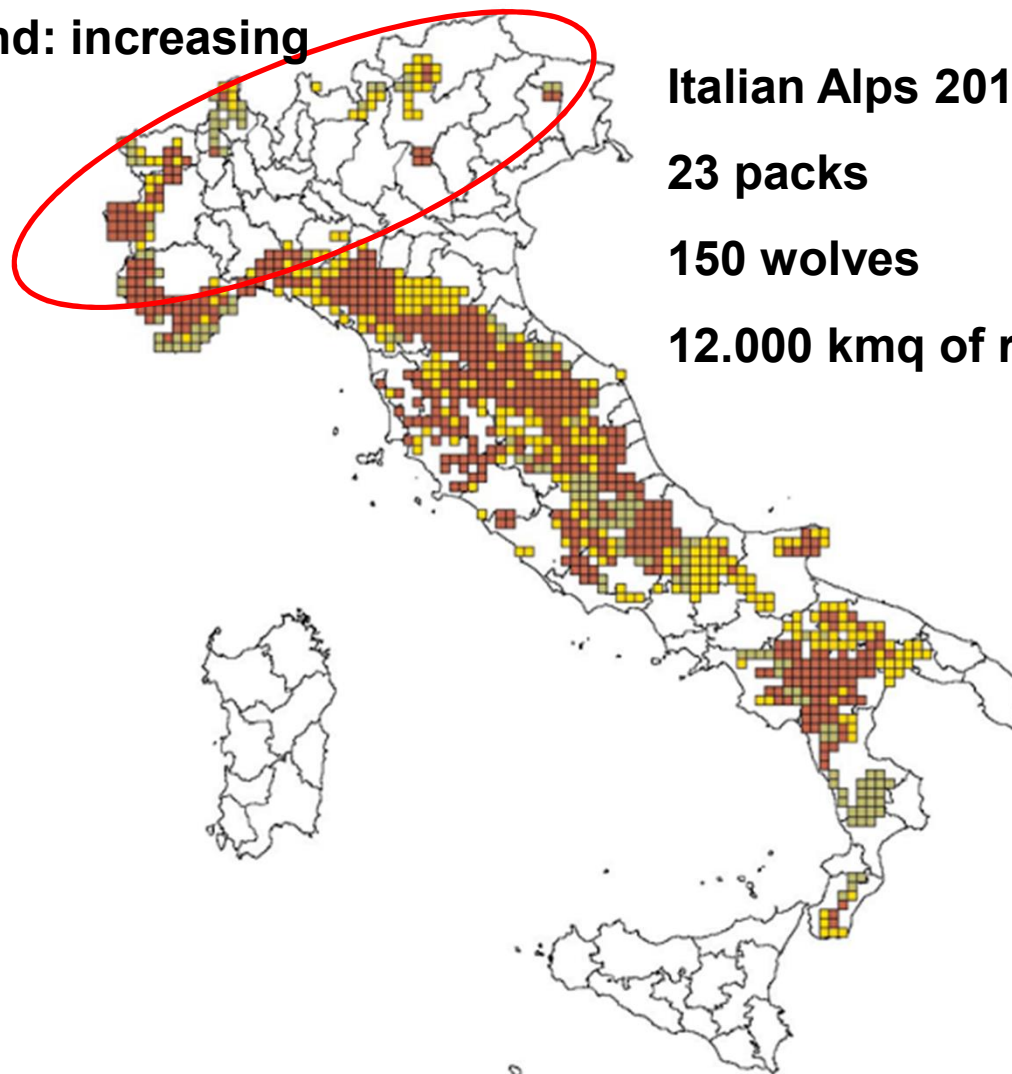 nd: increasing
Italian Alps 201
23 packs
150 wolves
12.000 kmq of r